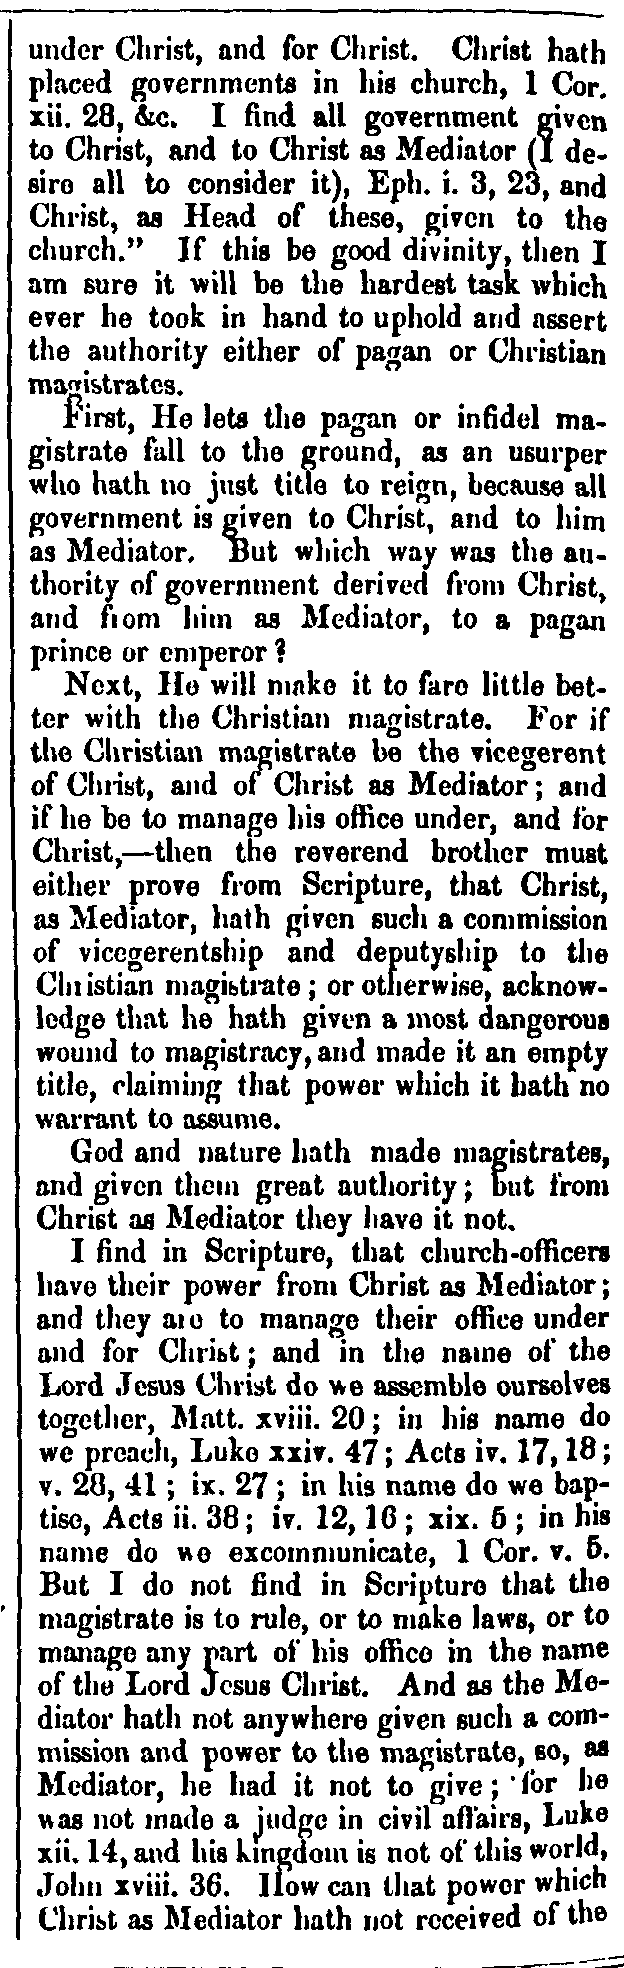 under Christ, and for Christ. Christ hath
placed governments in his church, 1 Cor.
xii. 28, &c. I find all government given
to Christ, and to Christ as Mediator (I de-
sire all to consider it), Eph. i. 3, 23, and
Christ, as Head of these, given to the
church.” If this be good divinity, then I
am sure it will be the hardest task which
ever he took in hand to uphold and assert
the authority either of pagan or Christian
magistrates.
First, He lets the pagan or infidel ma-
gistrate fall to the ground, as an usurper
who hath no just title to reign, because all
government is given to Christ, and to him
as Mediator. But which way was the au-
thority of government derived from Christ,
and from him as Mediator, to a pagan
prince or emperor?
Next, He will make it to fare little bet-
ter with the Christian magistrate. For if
the Christian magistrate be the vicegerent
of Christ, and of Christ as Mediator; and
if he be to manage his office under, and for
Christ,—then the reverend brother must
either prove from Scripture, that Christ,
as Mediator, hath given such a commission
of vicegerentship and deputyship to the
Christian magistrate; or otherwise, acknow-
ledge that he hath given a most dangerous
wound to magistracy, and made it an empty
title, claiming that power which it hath no
warrant to assume.
God and nature hath made magistrates,
and given them great authority; but from
Christ as Mediator they have it not.
I find in Scripture, that church-officers
have their power from Christ as Mediator;
and they are to manage their office under
and for Christ; and in the name of the
Lord Jesus Christ do we assemble ourselves
together, Matt. xviii. 20; in his name do
we preach, Luke xxiv. 47; Acts iv. 17, 18;
v. 28, 41; ix. 27; in his name do we bap-
tise, Acts ii. 38; iv. 12, 16; xix. 5; in his
name do we excommunicate, 1 Cor. v. 5.
But I do not find in Scripture that the
magistrate is to rule, or to make laws, or to
manage any part of his office in the name
of the Lord Jesus Christ. And as the Me-
diator hath not anywhere given such a com-
mission and power to the magistrate, so, as
Mediator, he had it not to give; for he
was not made a judge in civil affairs, Luke
xii. 14, and his kingdom is not of this world,
John xviii. 36. How can that power which
Christ as Mediator hath not received of the